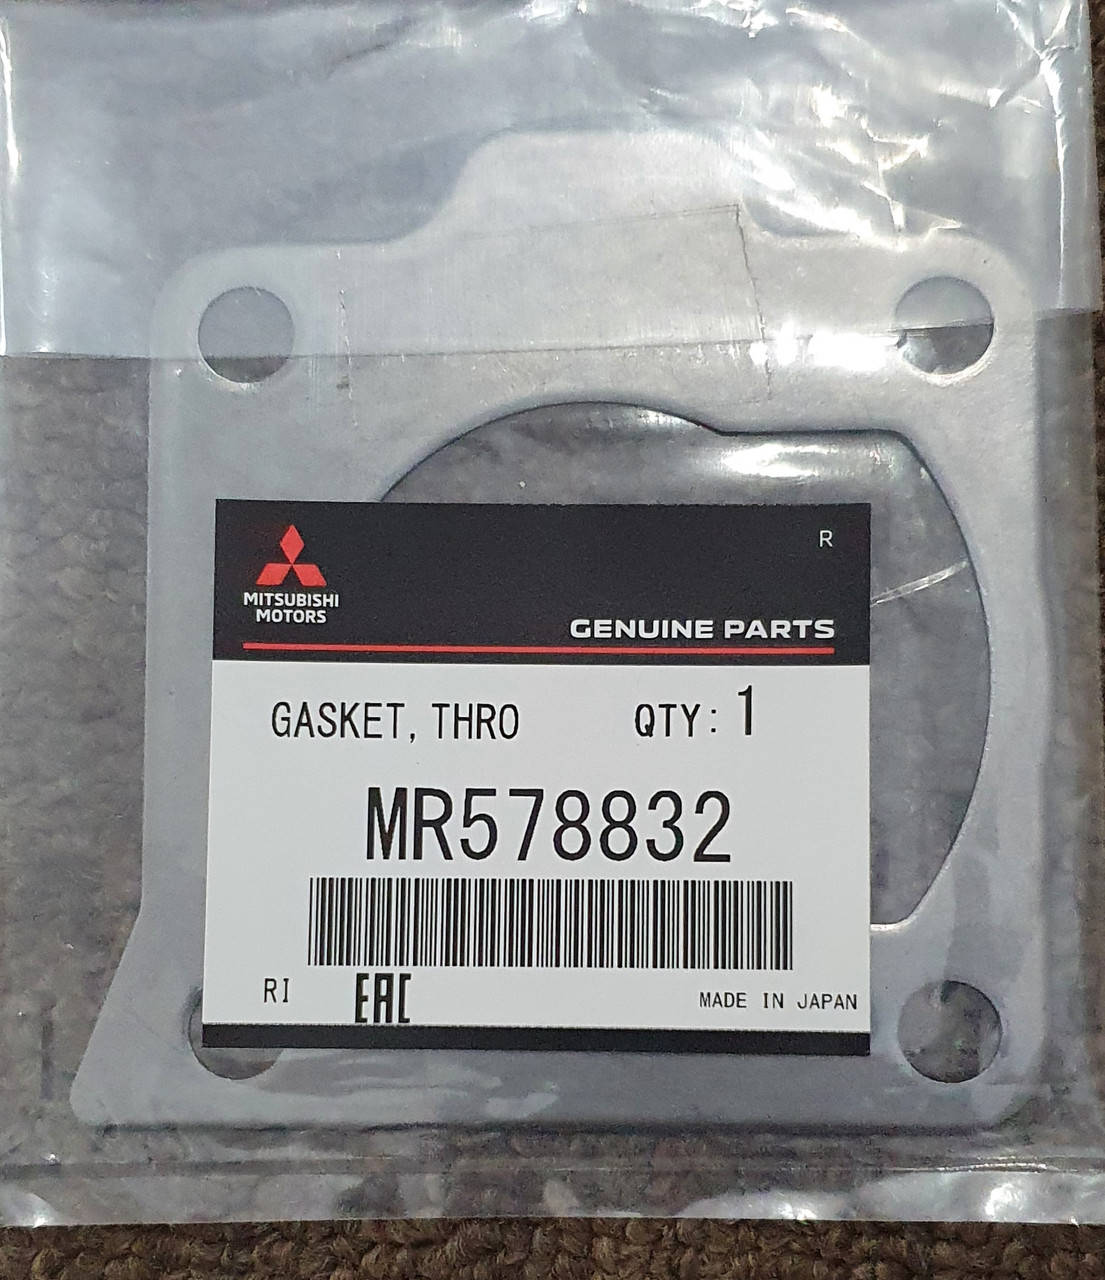 R
MITSUBISHI
MOTORS
GENUINE PARTS
GASKET, THRO QTY: 1
MR578832
RI EAC MADE IN JAPAN